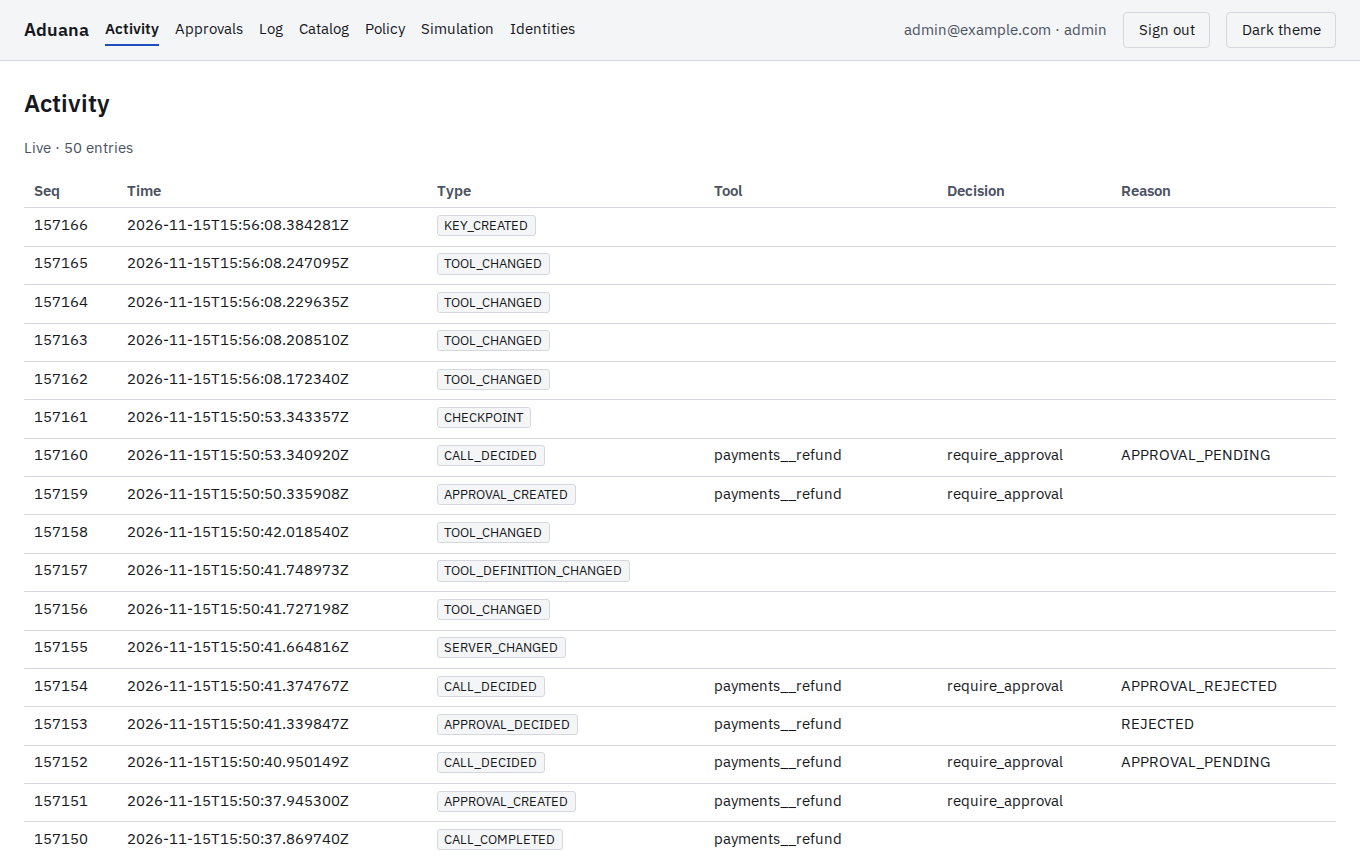 Aduana Activity Approvals Log Catalog Policy Simulation Identities admin@example.com · admin Sign out Dark theme
Activity
Live · 50 entries
Seq Time Type Tool Decision Reason
157166 2026-11-15T15:56:08.384281Z KEY_CREATED
157165 2026-11-15T15:56:08.247095Z TOOL_CHANGED
157164 2026-11-15T15:56:08.229635Z TOOL_CHANGED
157163 2026-11-15T15:56:08.208510Z TOOL_CHANGED
157162 2026-11-15T15:56:08.172340Z TOOL_CHANGED
157161 2026-11-15T15:50:53.343357Z CHECKPOINT
157160 2026-11-15T15:50:53.340920Z CALL_DECIDED payments__refund require_approval APPROVAL_PENDING
157159 2026-11-15T15:50:50.335908Z APPROVAL_CREATED payments__refund require_approval
157158 2026-11-15T15:50:42.018540Z TOOL_CHANGED
157157 2026-11-15T15:50:41.748973Z TOOL_DEFINITION_CHANGED
157156 2026-11-15T15:50:41.727198Z TOOL_CHANGED
157155 2026-11-15T15:50:41.664816Z SERVER_CHANGED
157154 2026-11-15T15:50:41.374767Z CALL_DECIDED payments__refund require_approval APPROVAL_REJECTED
157153 2026-11-15T15:50:41.339847Z APPROVAL_DECIDED payments__refund REJECTED
157152 2026-11-15T15:50:40.950149Z CALL_DECIDED payments__refund require_approval APPROVAL_PENDING
157151 2026-11-15T15:50:37.945300Z APPROVAL_CREATED payments__refund require_approval
157150 2026-11-15T15:50:37.869740Z CALL_COMPLETED payments__refund